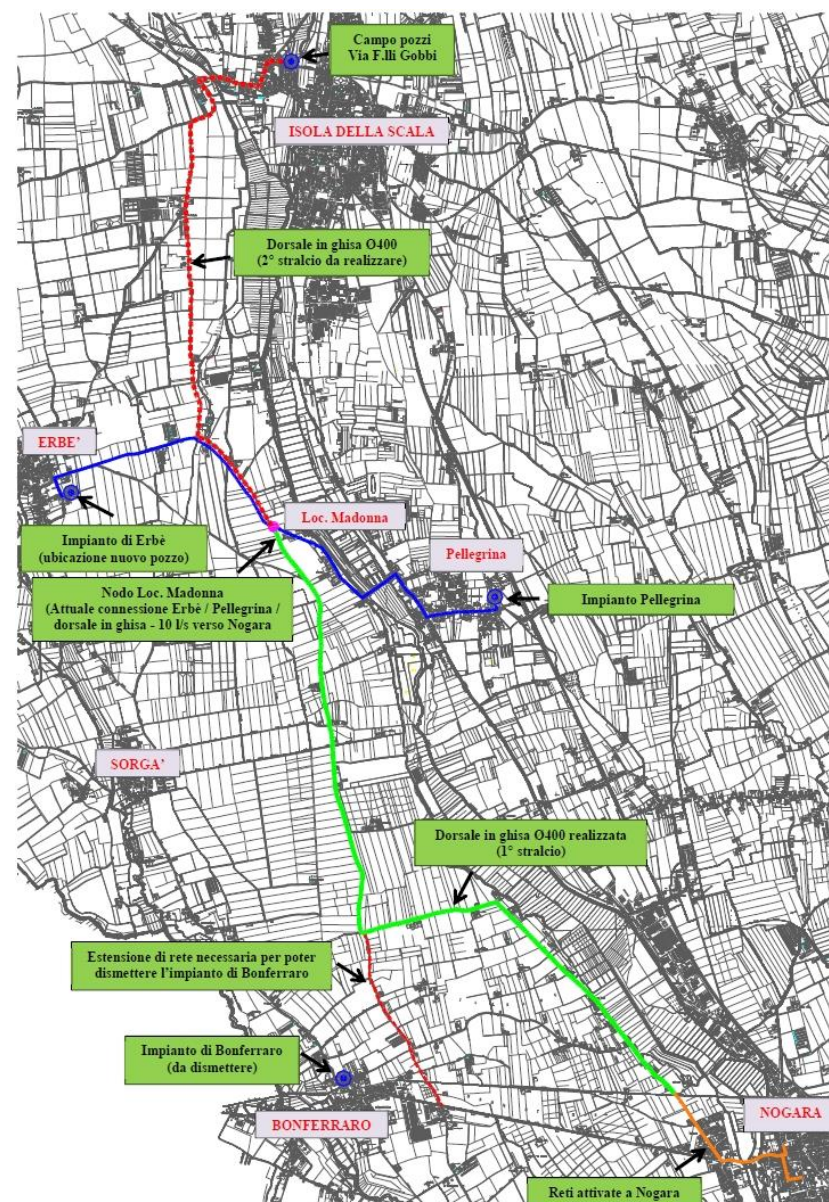 Campo pozzi
Via F.lli Gobbi
ISOLA DELLA SCALA
Dorsale in ghisa Ø400
(2° stralcio da realizzare)
ERBE'
Loc. Madonna
Impianto di Erbè
(ubicazione nuovo pozzo)
Pellegrina
Nodo Loc. Madonna
(Attuale connessione Erbè / Pellegrina /
dorsale in ghisa - 10 l/s verso Nogara
Impianto Pellegrina
SORGA'
Dorsale in ghisa Ø400 realizzata
(1° stralcio)
Estensione di rete necessaria per poter
dismettere l'impianto di Bonferraro
Impianto di Bonferraro
(da dismettere)
BONFERRARO
NOGARA
Reti attivate a Nogara